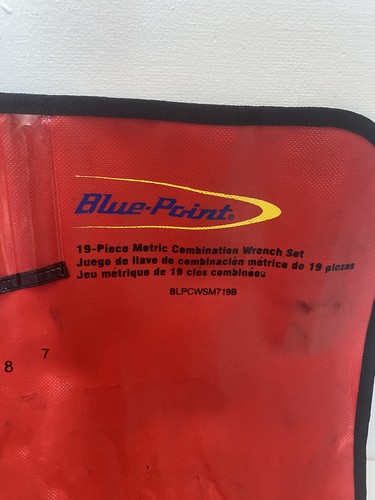 Blue-Point®
19-Piece Metric Combination Wrench Set
Juego de llave de combinación métrico de 19 piezas
Jeu métrique de 19 clés combinées
BLPCWSM719B
8 7